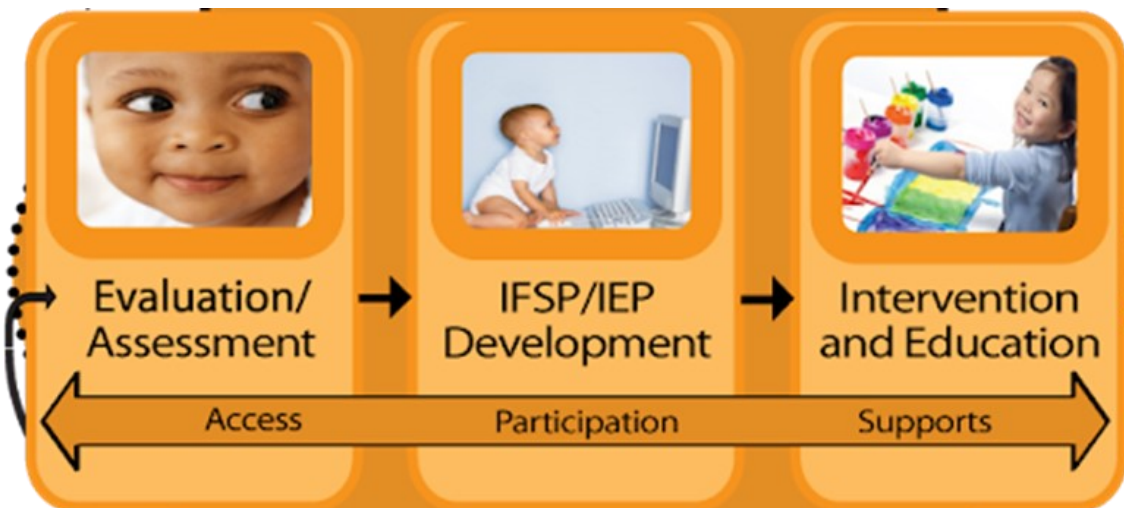 Evaluation/
Assessment
IFSP/IEP
Development
Intervention
and Education
Access
Participation
Supports